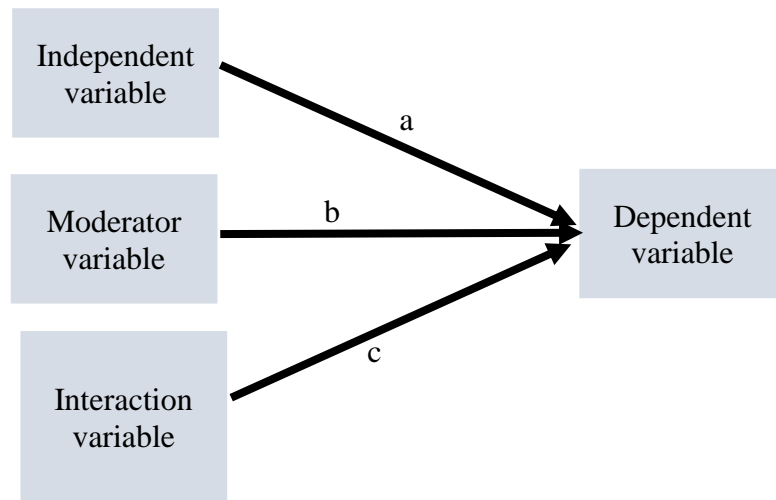 Independent
variable
a
Moderator
variable
b
Dependent
variable
c
Interaction
variable